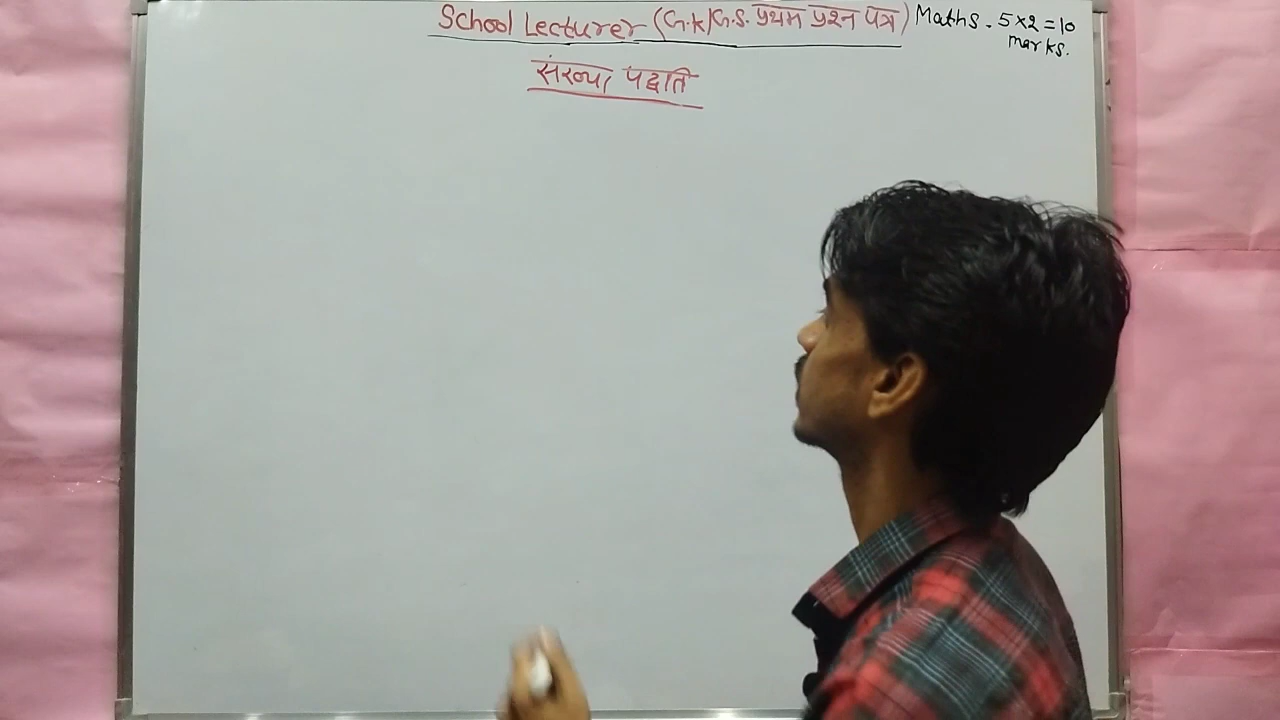 School Lecturer (G.K/G.S. प्रथम प्रश्न पत्र) Maths. 5×2=10
marks.
संख्या पद्धति